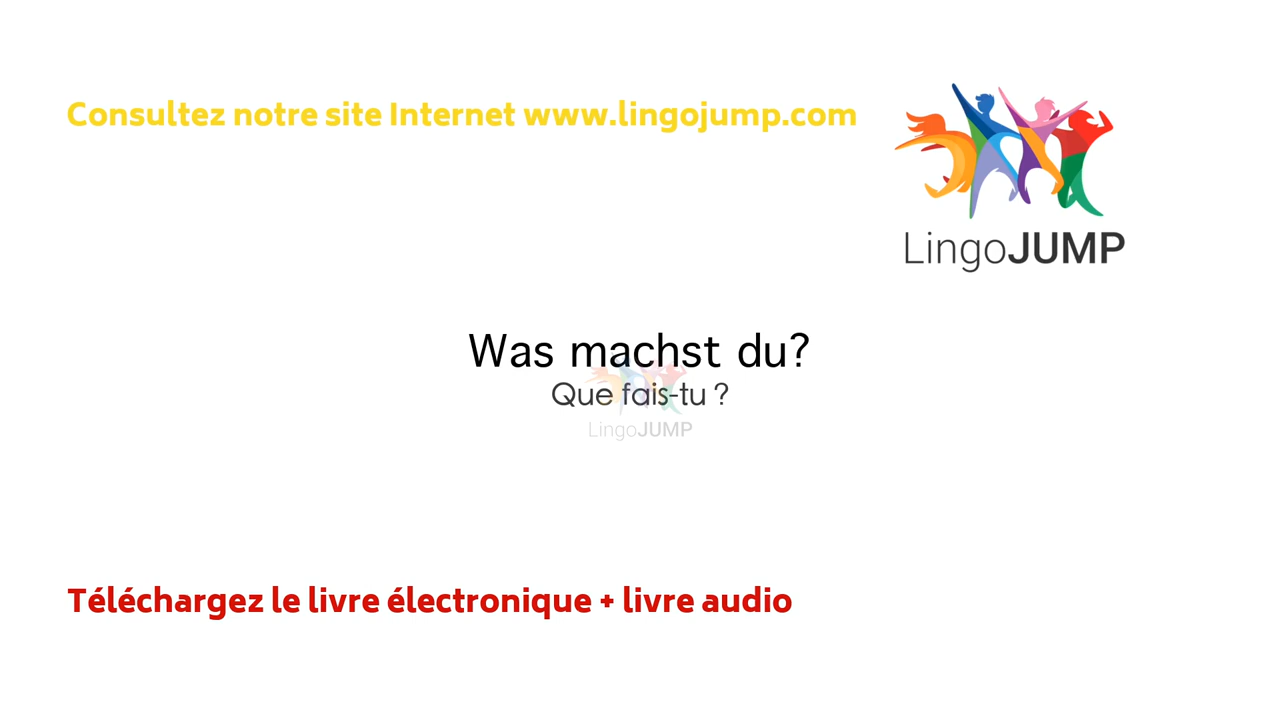 Consultez notre site Internet www.lingojump.com
LingoJUMP
Was machst du?
Que fais-tu ?
LingoJUMP
Téléchargez le livre électronique + livre audio